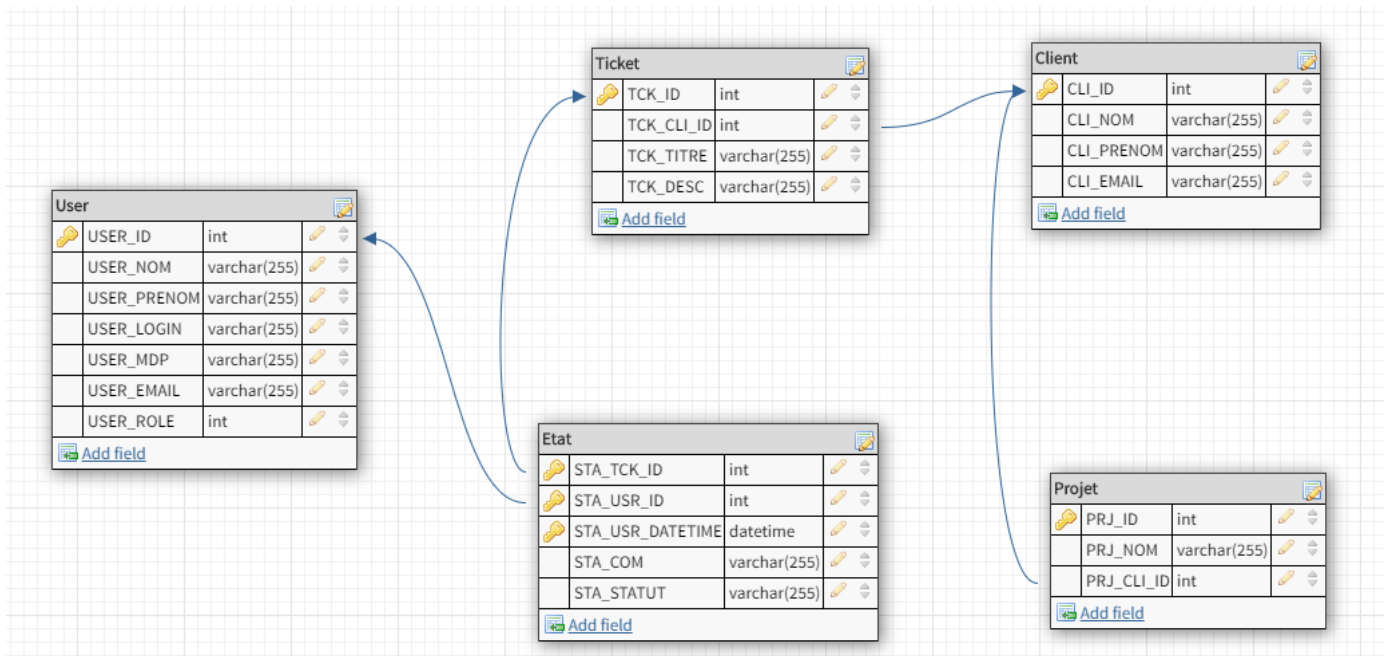 Ticket
TCK_ID int
TCK_CLI_ID int
TCK_TITRE varchar(255)
TCK_DESC varchar(255)
Add field
Client
CLI_ID int
CLI_NOM varchar(255)
CLI_PRENOM varchar(255)
CLI_EMAIL varchar(255)
Add field
User
USER_ID int
USER_NOM varchar(255)
USER_PRENOM varchar(255)
USER_LOGIN varchar(255)
USER_MDP varchar(255)
USER_EMAIL varchar(255)
USER_ROLE int
Add field
Etat
STA_TCK_ID int
STA_USR_ID int
STA_USR_DATETIME datetime
STA_COM varchar(255)
STA_STATUT varchar(255)
Add field
Projet
PRJ_ID int
PRJ_NOM varchar(255)
PRJ_CLI_ID int
Add field